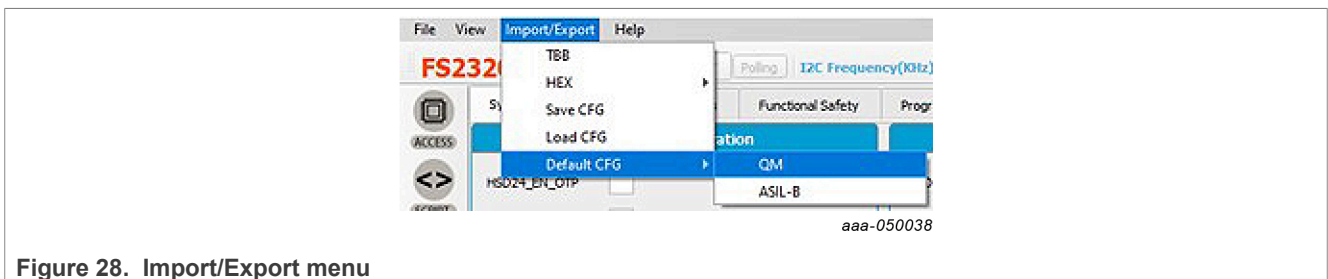 File View Import/Export Help
FS232
TBB
Polling
I2C Frequency(KHz)
HEX
Save CFG
Functional Safety
Progr
ACCESS
Load CFG
ation
Default CFG
QM
HSD24_EN_OTP
ASIL-B
SCRIPT
aaa-050038
Figure 28. Import/Export menu